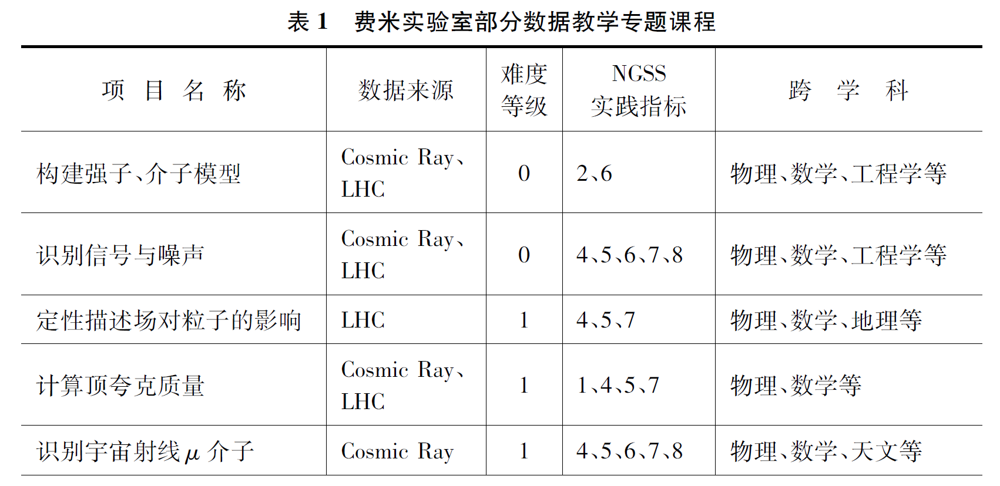 表 1 费米实验室部分数据教学专题课程
项目名称 数据来源 难度等级 NGSS实践指标 跨学科
构建强子、介子模型 Cosmic Ray、LHC 0 2、6 物理、数学、工程学等
识别信号与噪声 Cosmic Ray、LHC 0 4、5、6、7、8 物理、数学、工程学等
定性描述场对粒子的影响 LHC 1 4、5、7 物理、数学、地理等
计算顶夸克质量 Cosmic Ray、LHC 1 1、4、5、7 物理、数学等
识别宇宙射线 μ 介子 Cosmic Ray 1 4、5、6、7、8 物理、数学、天文等